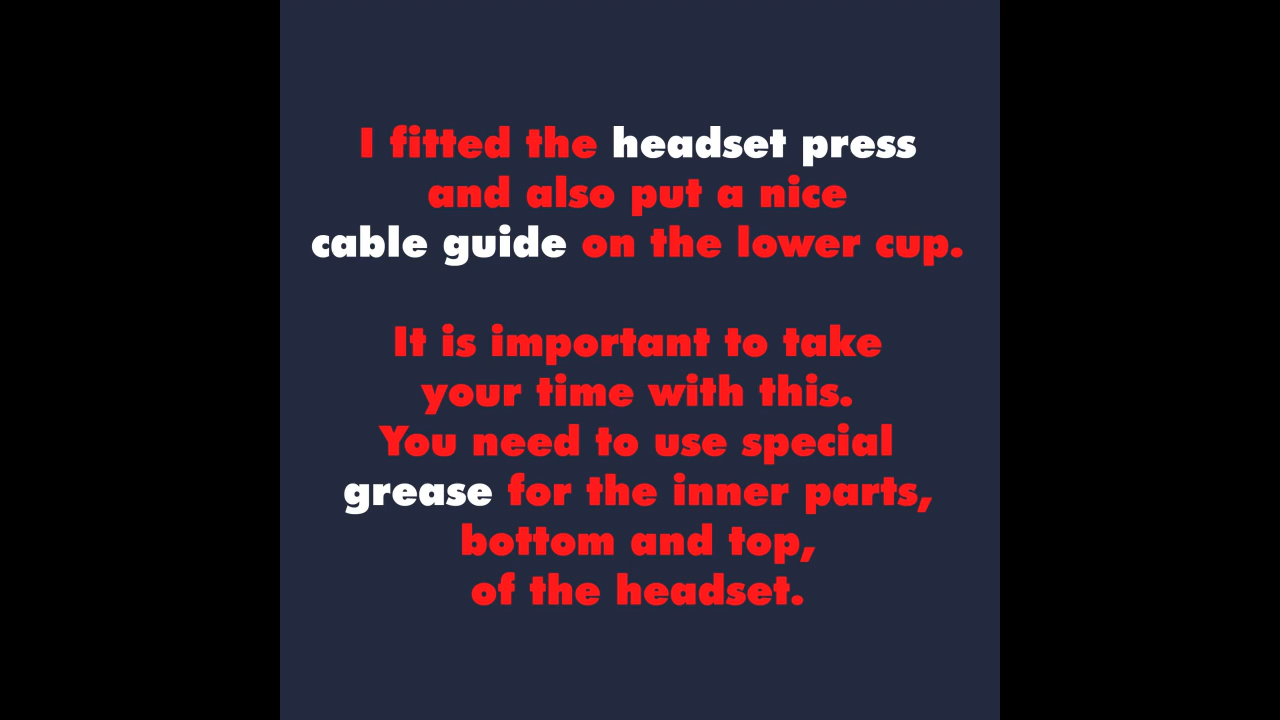 I fitted the headset press
and also put a nice
cable guide on the lower cup.
It is important to take
your time with this.
You need to use special
grease for the inner parts,
bottom and top,
of the headset.